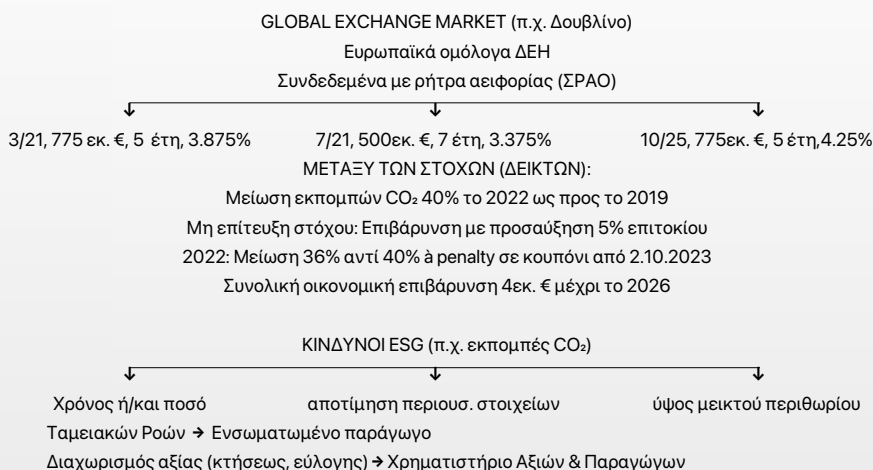 GLOBAL EXCHANGE MARKET (π.χ. Δουβλίνο)
Ευρωπαϊκά ομόλογα ΔΕΗ
Συνδεδεμένα με ρήτρα αειφορίας (ΣΡΑΟ)
3/21, 775 εκ. €, 5 έτη, 3.875% 7/21, 500εκ. €, 7 έτη, 3.375% 10/25, 775εκ. €, 5 έτη,4.25%
ΜΕΤΑΞΥ ΤΩΝ ΣΤΟΧΩΝ (ΔΕΙΚΤΩΝ):
Μείωση εκπομπών CO₂ 40% το 2022 ως προς το 2019
Μη επίτευξη στόχου: Επιβάρυνση με προσαύξηση 5% επιτοκίου
2022: Μείωση 36% αντί 40% à penalty σε κουπόνι από 2.10.2023
Συνολική οικονομική επιβάρυνση 4εκ. € μέχρι το 2026
ΚΙΝΔΥΝΟΙ ESG (π.χ. εκπομπές CO₂)
Χρόνος ή/και ποσό αποτίμηση περιουσ. στοιχείων ύψος μεικτού περιθωρίου
Ταμειακών Ροών → Ενσωματωμένο παράγωγο
Διαχωρισμός αξίας (κτήσεως, εύλογης) → Χρηματιστήριο Αξιών & Παραγώγων